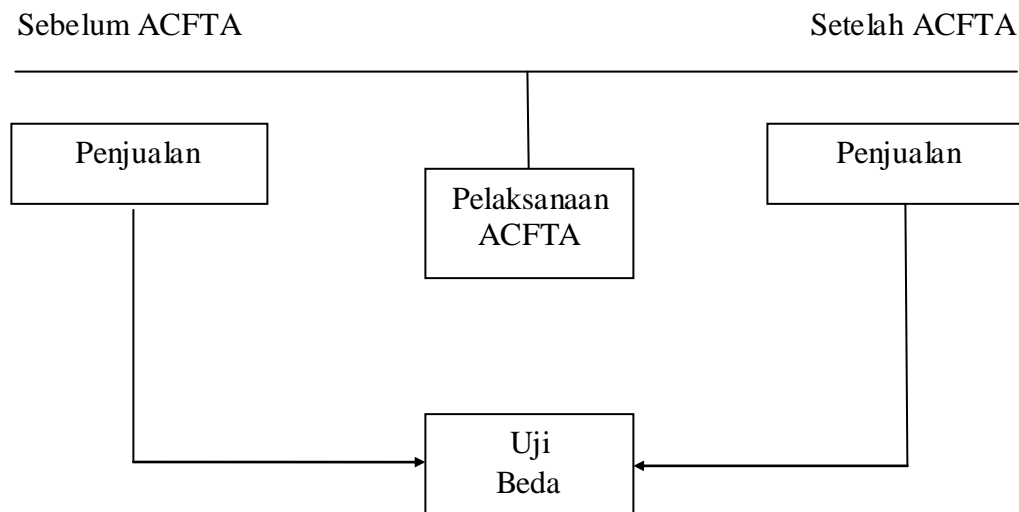 Sebelum ACFTA
Setelah ACFTA
Penjualan
Pelaksanaan
ACFTA
Penjualan
Uji
Beda